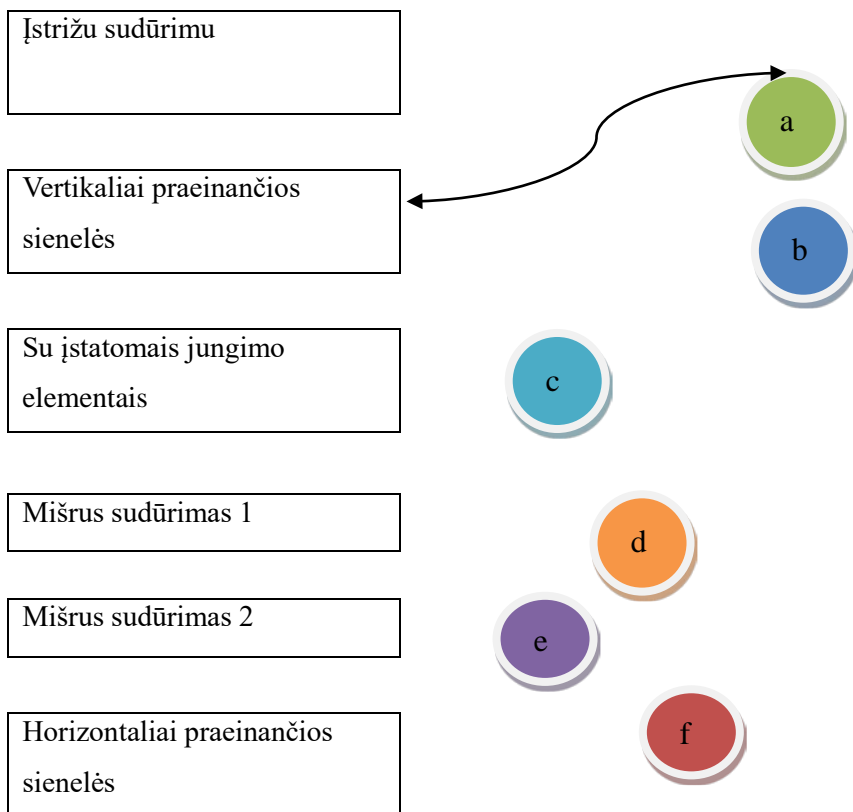 Įstrižu sudūrimu
a
Vertikaliai praeinančios
sienelės
b
Su įstatomais jungimo
elementais
c
Mišrus sudūrimas 1
d
Mišrus sudūrimas 2
e
Horizontaliai praeinančios
sienelės
f